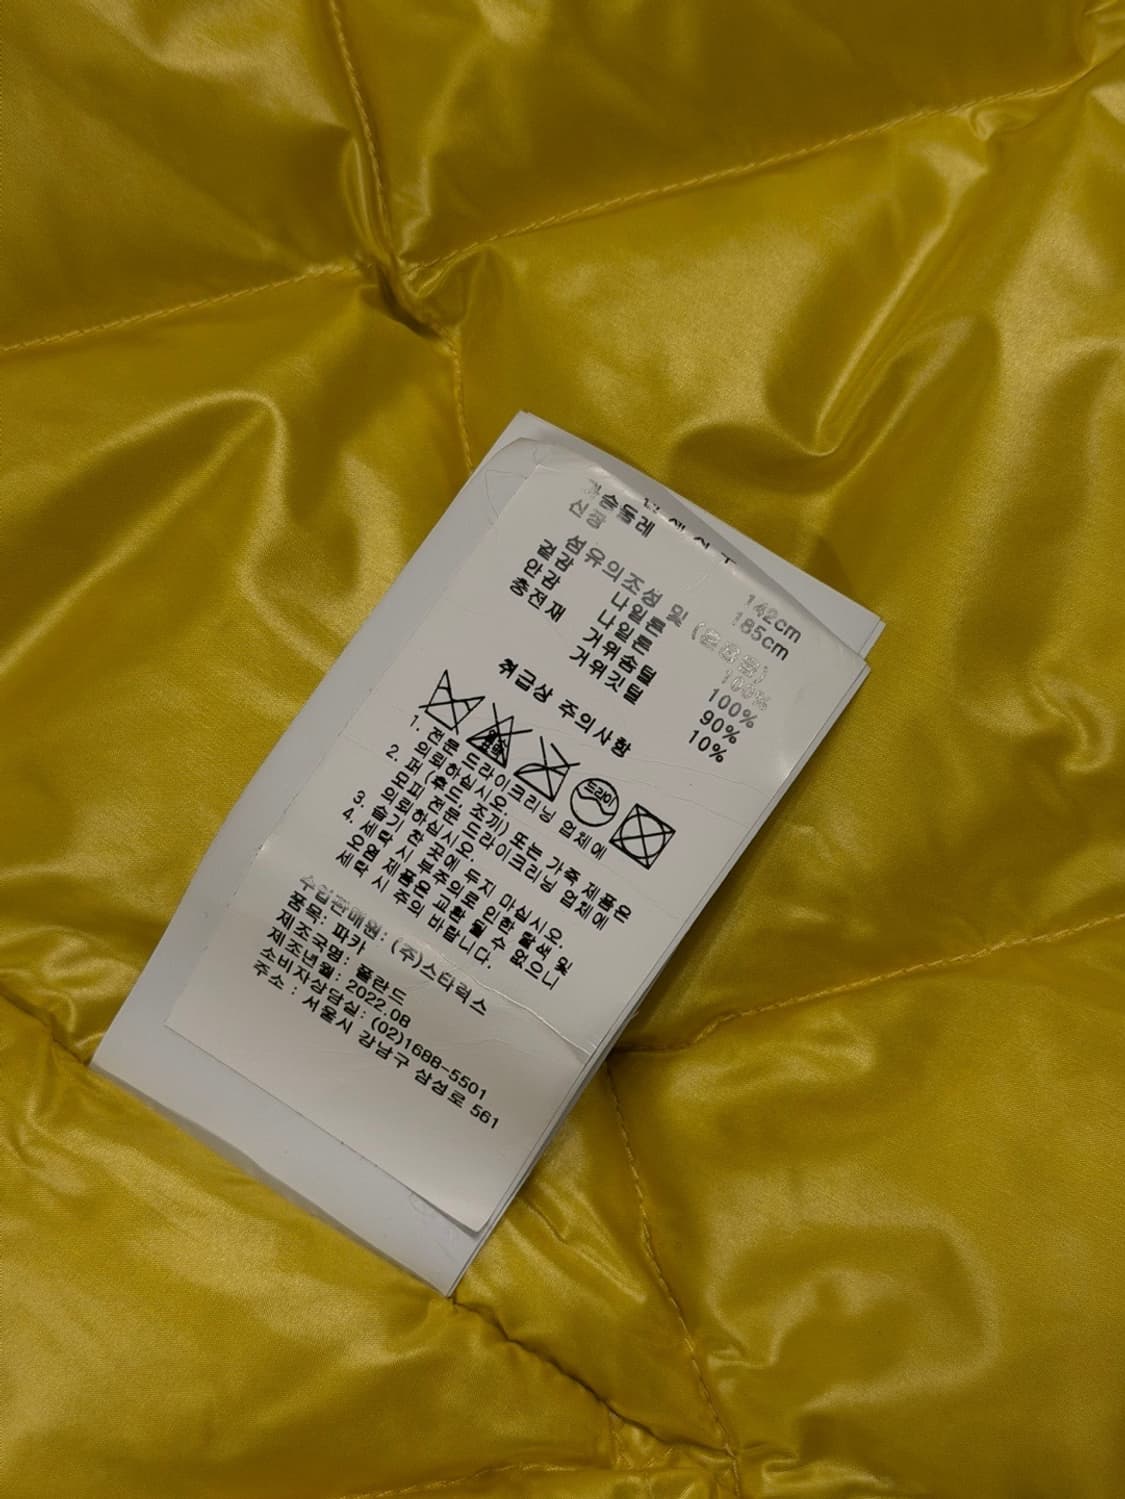 가슴둘레 142cm
신장 185cm
섬유의조성 및 (혼용률)
겉감 나일론 100%
안감 나일론 100%
충전재 거위솜털 90%
거위깃털 10%
취급상 주의사항
염소
표백
드라이
1. 전문 드라이크리닝 업체에
의뢰하십시오.
2. 퍼 (후드, 조끼) 또는 가죽 제품은
모피 전문 드라이크리닝 업체에
의뢰하십시오.
3. 습기 찬 곳에 두지 마십시오.
4. 세탁 시 부주의로 인한 탈색 및
오염 제품은 교환 될수 없으니
세탁 시 주의 바랍니다.
수입판매원: (주)스타럭스
품목: 파카
제조국명: 폴란드
제조년월: 2022.08
소비자상담실: (02)1688-5501
주소 : 서울시 강남구 삼성로 561